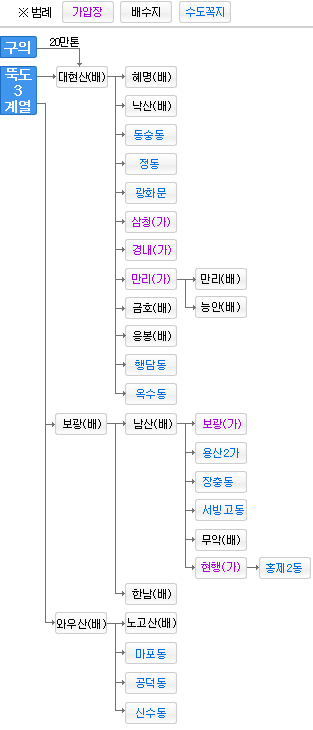 ※ 범례 가압장 배수지 수도꼭지
구의 20만톤
뚝도
3
계열
대현산(배) 혜명(배)
낙산(배)
동숭동
정동
광화문
삼청(가)
경내(가)
만리(가) 만리(배)
금호(배) 능안(배)
응봉(배)
행당동
옥수동
보광(배) 남산(배) 보광(가)
용산2가
장충동
서빙고동
무악(배)
현행(가) 홍제2동
한남(배)
와우산(배) 노고산(배)
마포동
공덕동
신수동